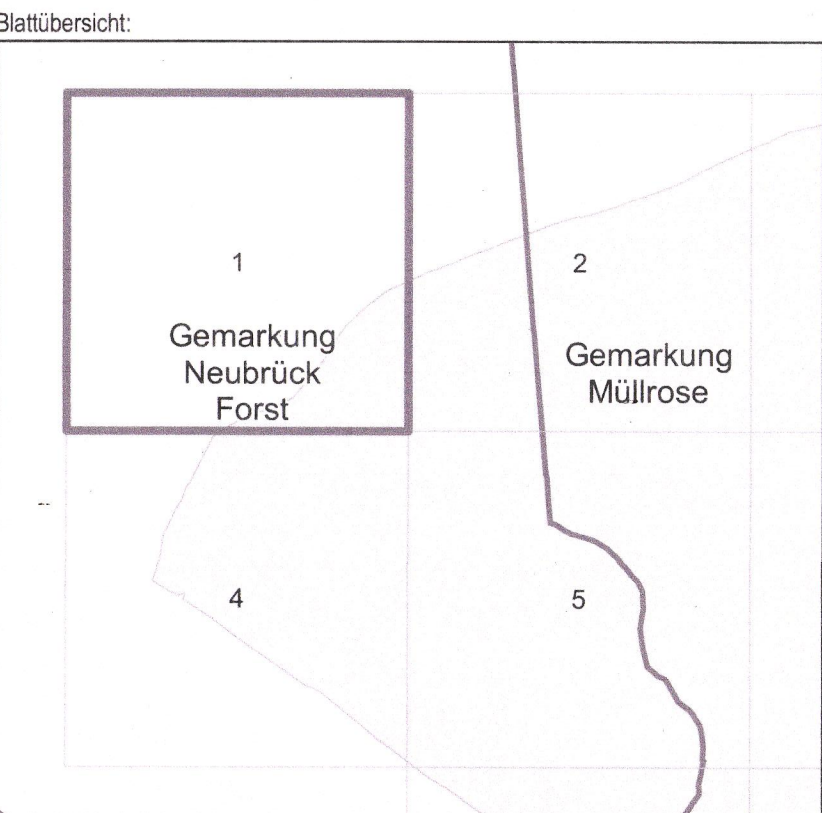 Blattübersicht:
1
Gemarkung
Neubrück
Forst
2
Gemarkung
Müllrose
4
5